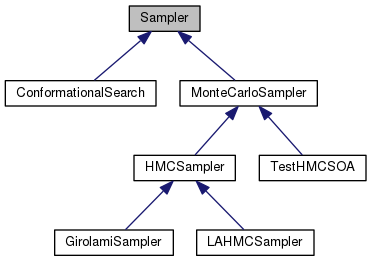 Sampler
ConformationalSearch
MonteCarloSampler
HMCSampler
TestHMCSOA
GirolamiSampler
LAHMCSampler